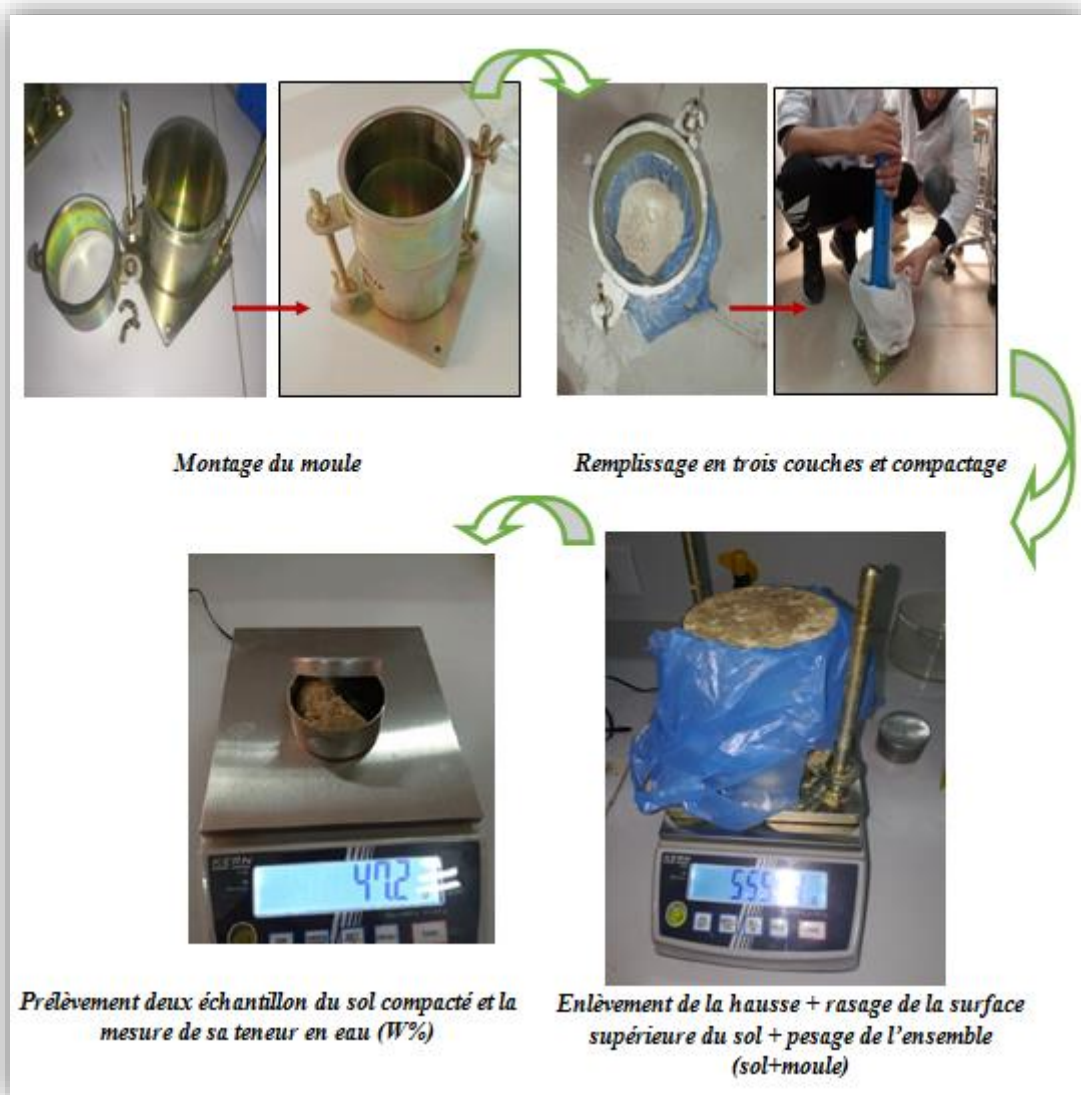 Montage du moule
Remplissage en trois couches et compactage
KERN
47.2
Prélèvement deux échantillon du sol compacté et la
mesure de sa teneur en eau (W%)
Enlèvement de la hausse + rasage de la surface
supérieure du sol + pesage de l'ensemble
(sol+moule)